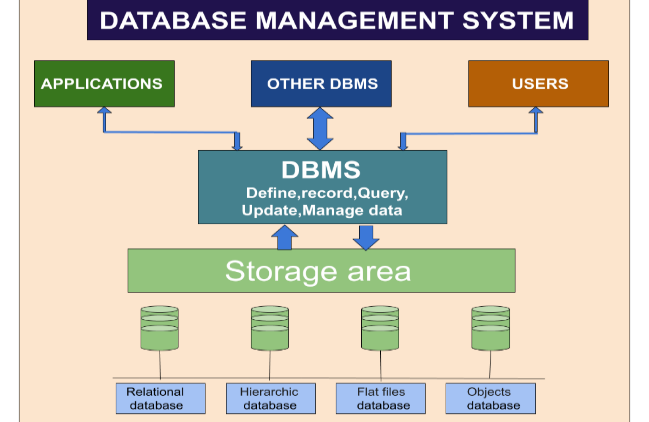 DATABASE MANAGEMENT SYSTEM
APPLICATIONS
OTHER DBMS
USERS
DBMS
Define,record,Query,
Update,Manage data
Storage area
Relational
database
Hierarchic
database
Flat files
database
Objects
database